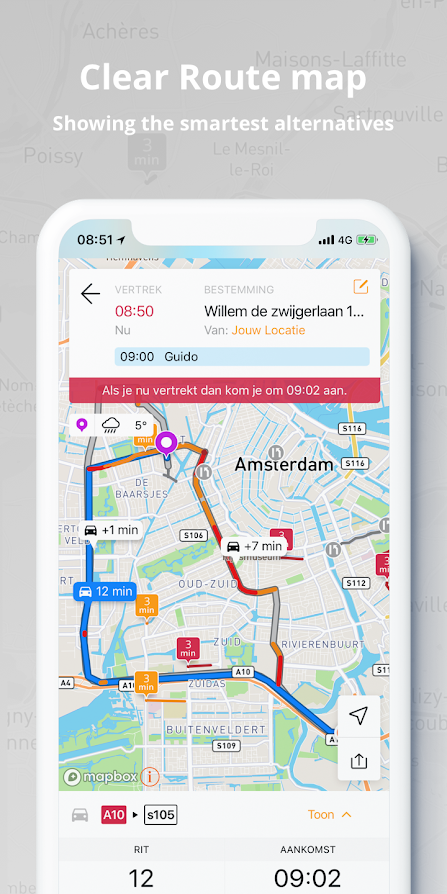 Achères
Maisons-Laffitte
Clear Route map
Showing the smartest alternatives
Sartrouville
Poissy
3
min
Le Mesnil-
le-Roi
08:51
4G
VERTREK
BESTEMMING
08:50
Willem de zwijgerlaan 1...
Nu
Van: Jouw Locatie
09:00 Guido
Als je nu vertrekt dan kom je om 09:02 aan.
5°
min
S116
Amsterdam
S116
DE
BAARSJES
+1 min
S106
+7 min
OUD-ZUID
S112
12 min
3
min
3
min
ZUID
RIVIERENBUURT
A4
3
min
A10
ZUIDAS
BUITENVELDERT
S109
mapbox
A10
s105
Toon
RIT
AANKOMST
12
09:02